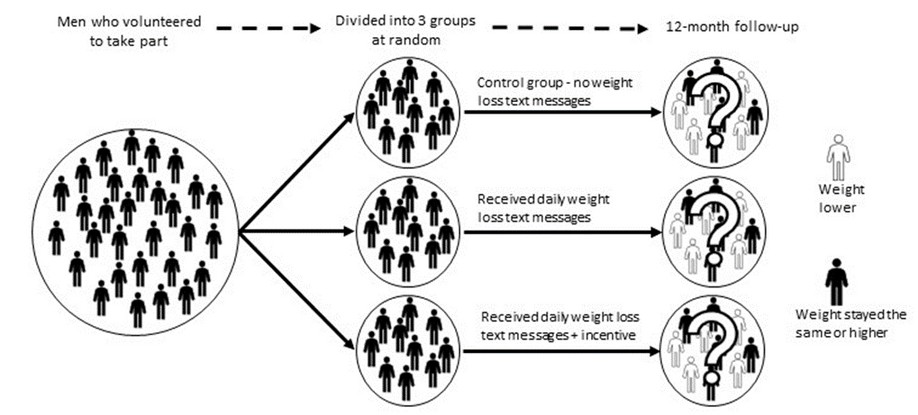 Men who volunteered
to take part
Divided into 3 groups
at random
12-month follow-up
Control group - no weight
loss text messages
Received daily weight
loss text messages
Received daily weight loss
text messages + incentive
?
?
?
Weight
lower
Weight stayed the
same or higher